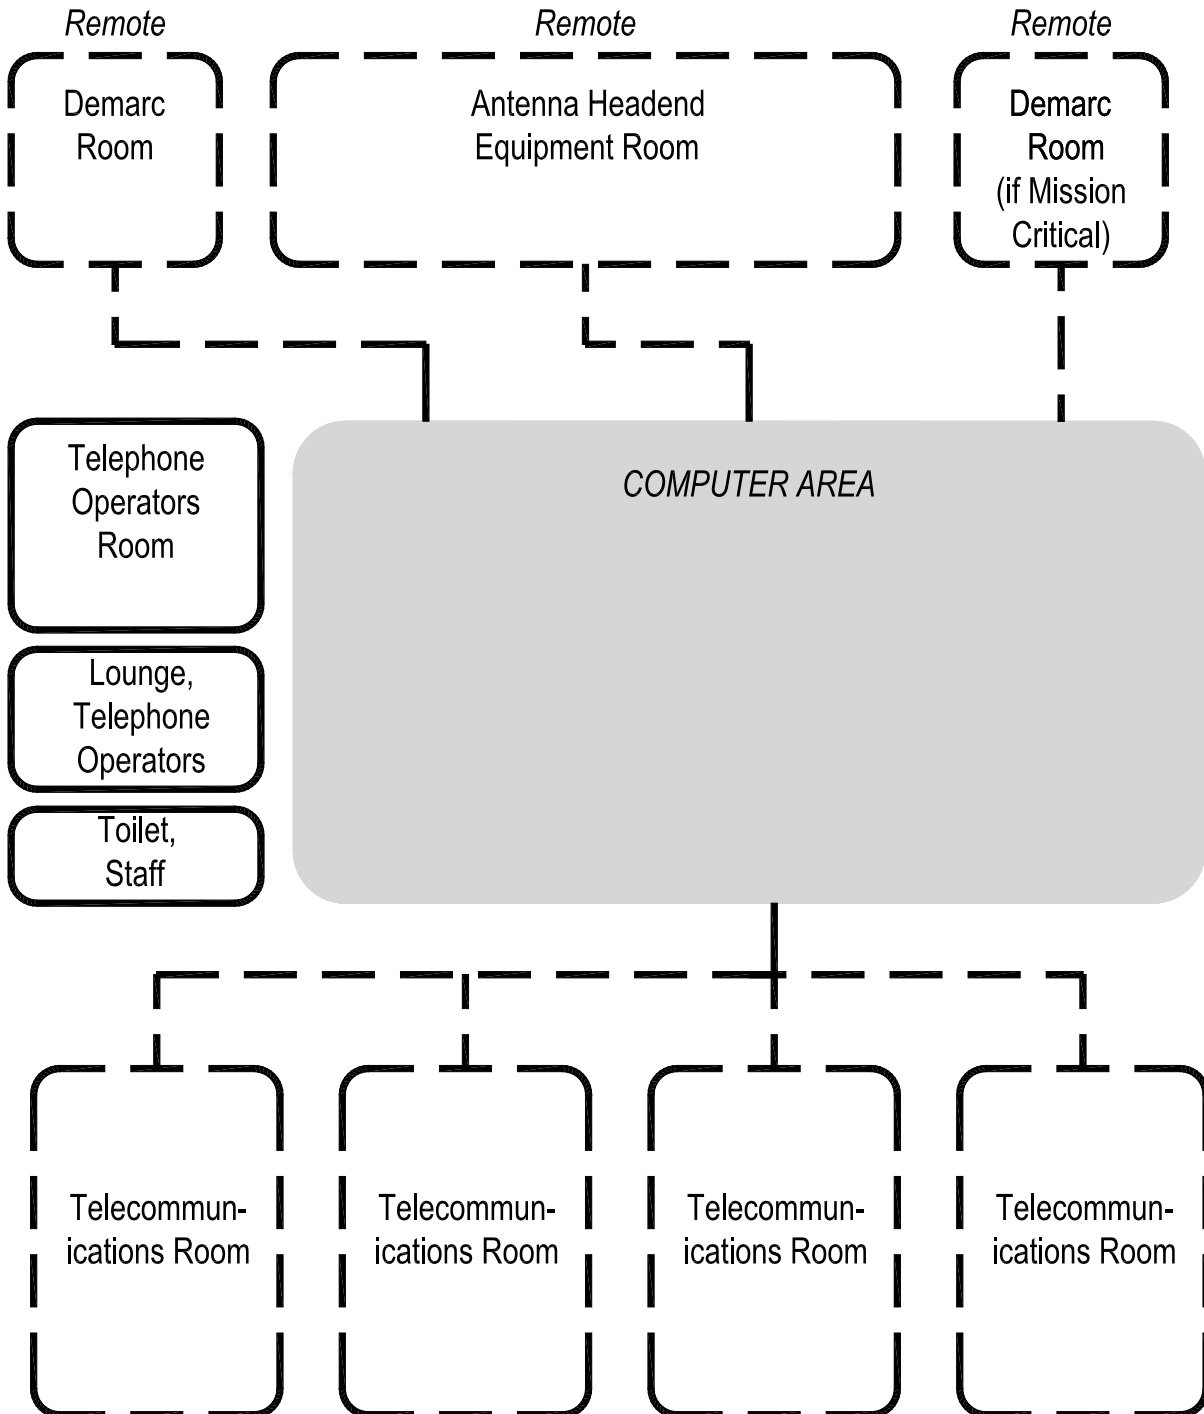 Remote
Remote
Remote
Demarc
Room
Antenna Headend
Equipment Room
Demarc
Room
(if Mission
Critical)
Telephone
Operators
Room
COMPUTER AREA
Lounge,
Telephone
Operators
Toilet,
Staff
Telecommun-
ications Room
Telecommun-
ications Room
Telecommun-
ications Room
Telecommun-
ications Room